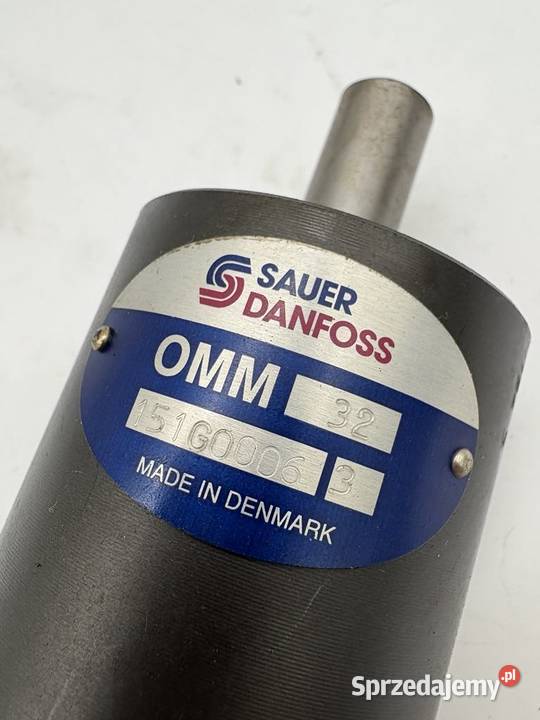 SAUER
DANFOSS
OMM 32
151G0006 3
MADE IN DENMARK
Sprzedajemy.pl